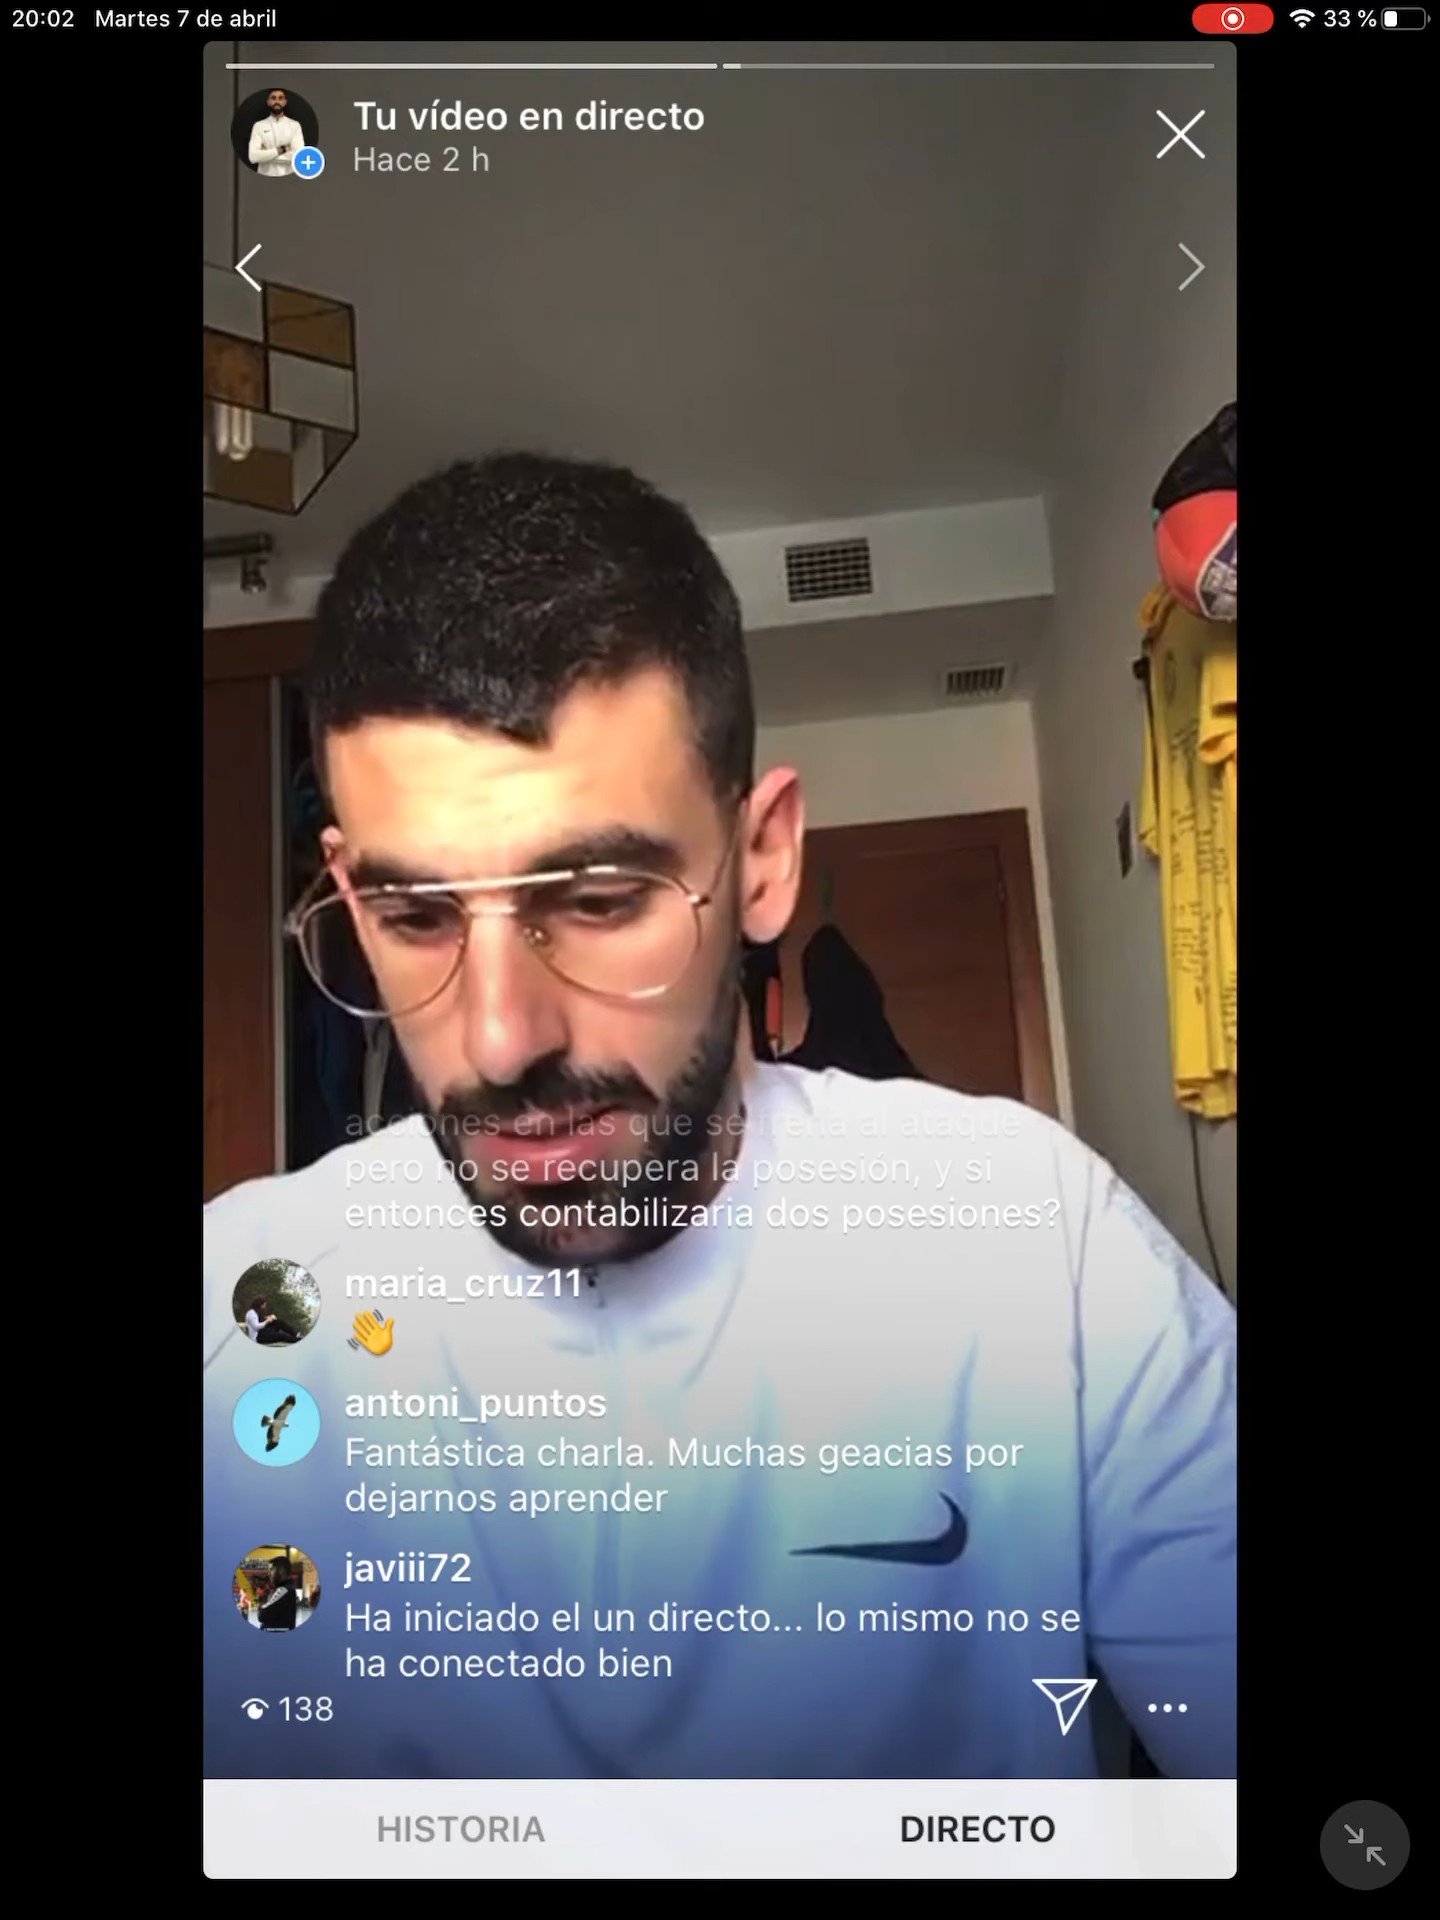 20:02 Martes 7 de abril
33 %
Tu vídeo en directo
Hace 2 h
acciones en las que se frena al ataque
pero no se recupera la posesión, y si
entonces contabilizaria dos posesiones?
maria_cruz11
👋
antoni_puntos
Fantástica charla. Muchas geacias por
dejarnos aprender
javiii72
Ha iniciado el un directo... lo mismo no se
ha conectado bien
138
HISTORIA
DIRECTO